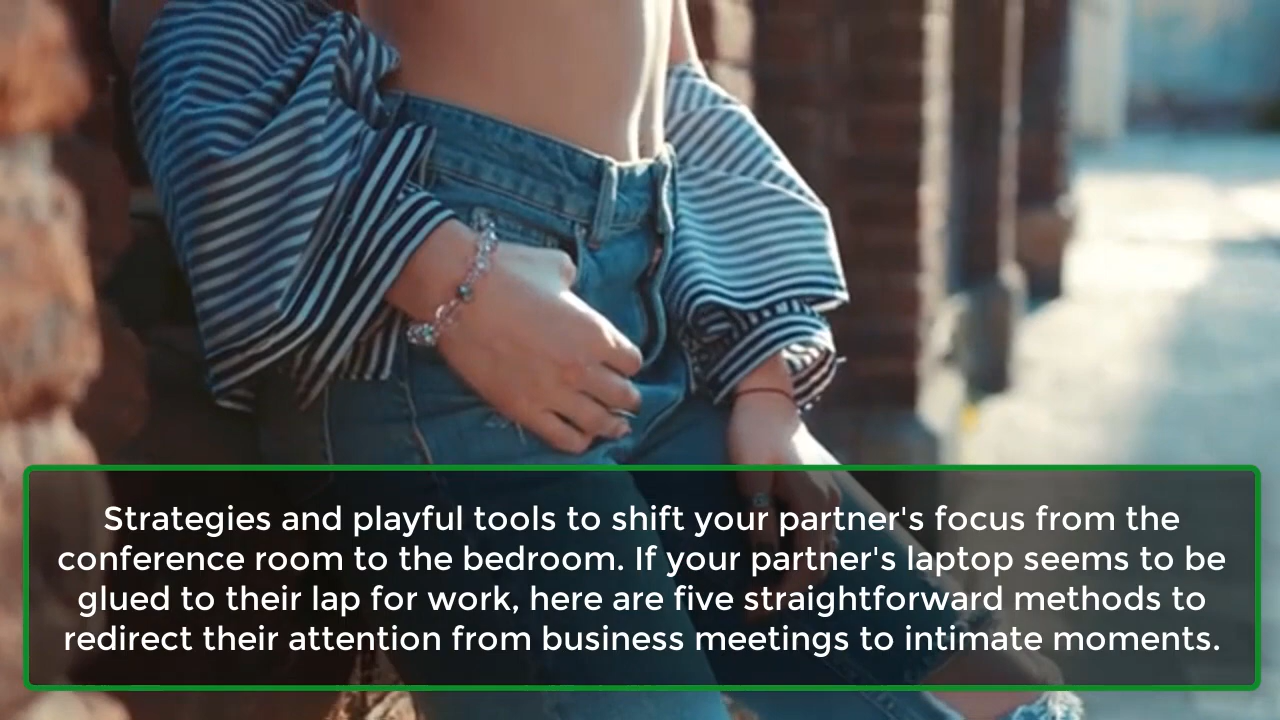 Strategies and playful tools to shift your partner's focus from the
conference room to the bedroom. If your partner's laptop seems to be
glued to their lap for work, here are five straightforward methods to
redirect their attention from business meetings to intimate moments.